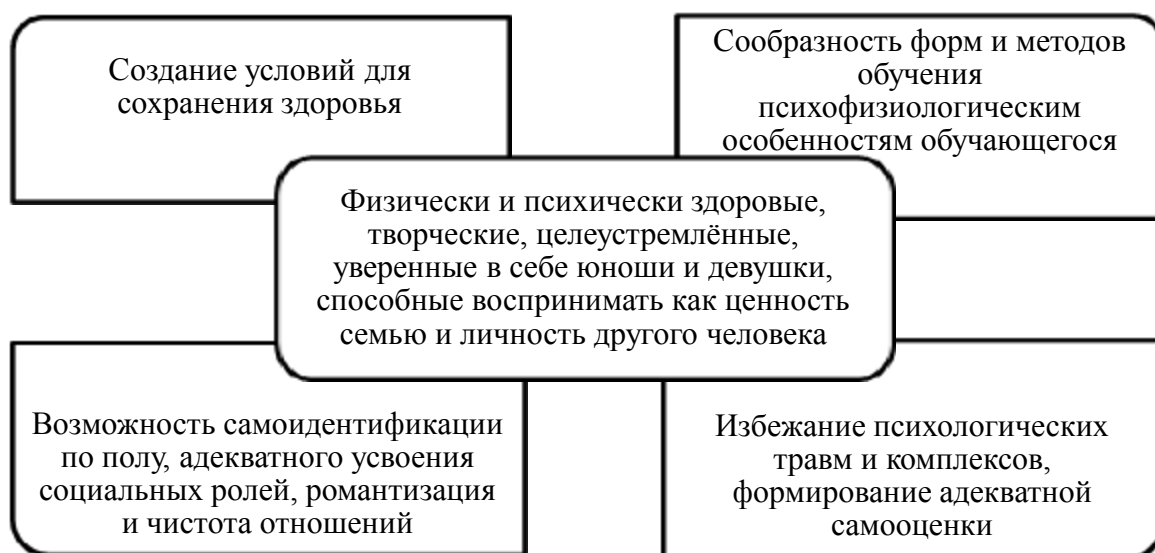 Создание условий для
сохранения здоровья
Сообразность форм и методов
обучения
психофизиологическим
особенностям обучающегося
Физически и психически здоровые,
творческие, целеустремлённые,
уверенные в себе юноши и девушки,
способные воспринимать как ценность
семью и личность другого человека
Возможность самоидентификации
по полу, адекватного усвоения
социальных ролей, романтизация
и чистота отношений
Избежание психологических
травм и комплексов,
формирование адекватной
самооценки